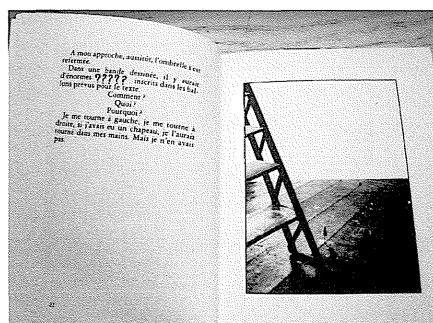 A mon approche, aussitôt, l'ombrelle s'est
refermée.
Dans une bande dessinée, il y aurait
d'énormes ???? inscrits dans les bal-
lons prévus pour le texte.
Comment ?
Quoi ?
Pourquoi ?
Je me tourne à gauche, je me tourne à
droite, si j'avais eu un chapeau, je l'aurais
tourné dans mes mains. Mais je n'en avais
pas.